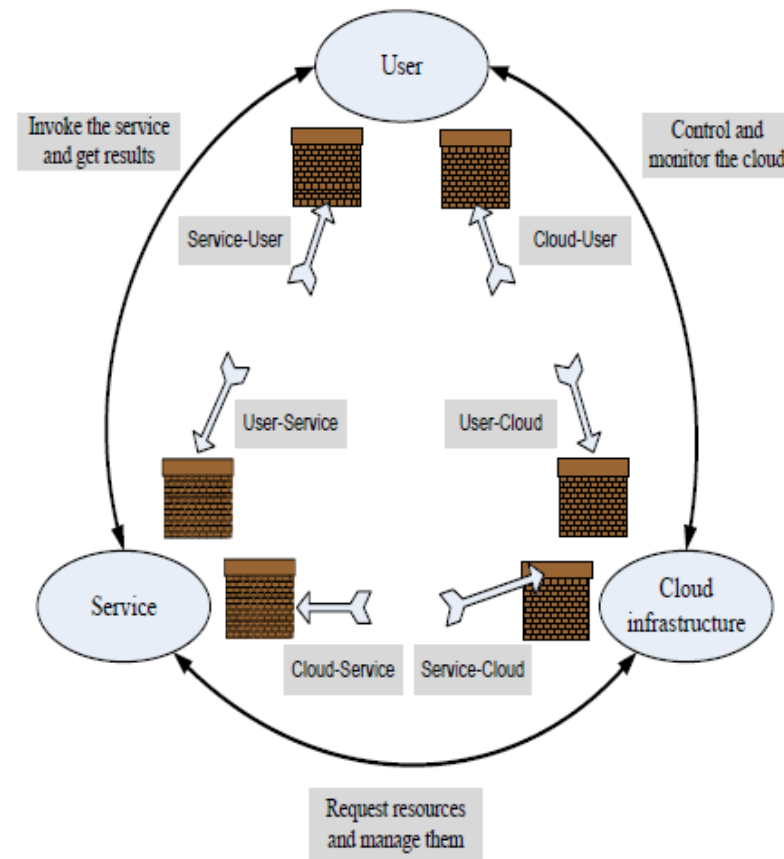 User
Invoke the service
and get results
Control and
monitor the cloud
Service-User
Cloud-User
User-Service
User-Cloud
Service
Cloud
infrastructure
Cloud-Service
Service-Cloud
Request resources
and manage them